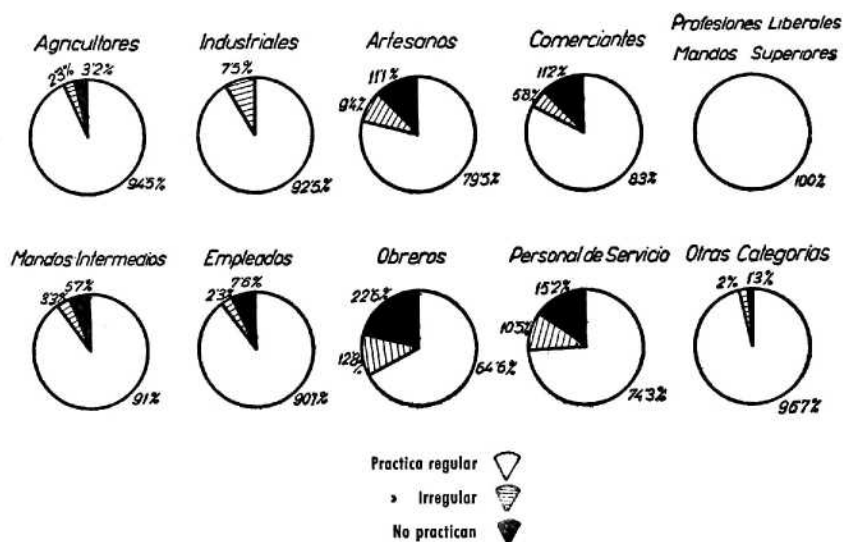 Agricultores
2'3% 3'2%
94'5%
Industriales
7'5%
92'5%
Artesanos
11'1%
9'4%
79'5%
Comerciantes
11'2%
5'8%
83%
Profesiones Liberales
Mandos Superiores
100%
Mandos Intermedios
5'7%
3'3%
91%
Empleados
7'6%
2'3%
90'1%
Obreros
22'6%
12'8%
64'6%
Personal de Servicio
15'2%
10'5%
74'3%
Otras Categorías
2% 1'3%
96'7%
Practica regular
» Irregular
No practican